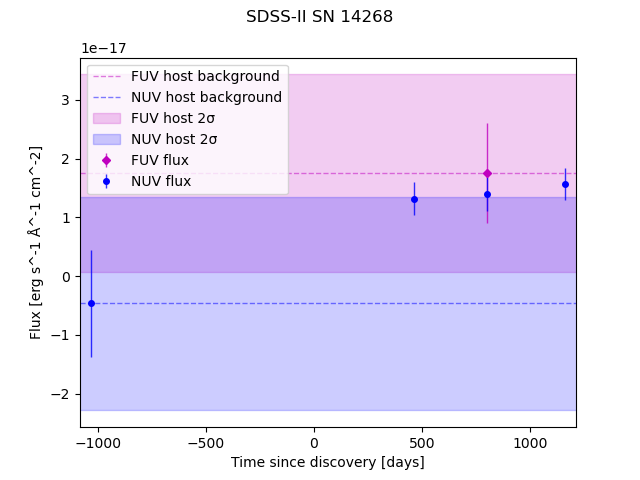 SDSS-II SN 14268
1e−17
FUV host background
NUV host background
FUV host 2σ
NUV host 2σ
FUV flux
NUV flux
3
2
1
0
−1
−2
Flux [erg s^-1 Å^-1 cm^-2]
−1000 −500 0 500 1000
Time since discovery [days]